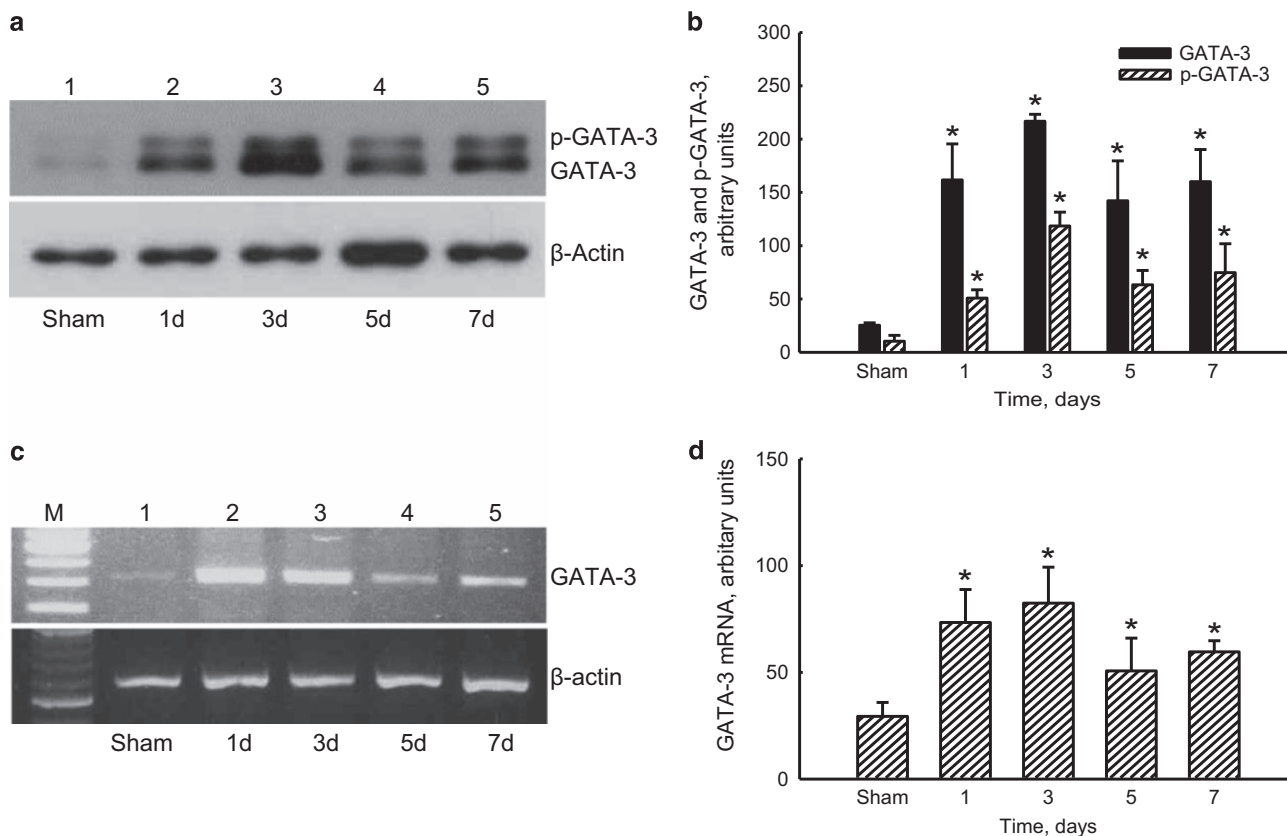 a
1 2 3 4 5
p-GATA-3
GATA-3
β-Actin
Sham 1d 3d 5d 7d
b
GATA-3 and p-GATA-3,
arbitrary units
300
250
200
150
100
50
0
GATA-3
p-GATA-3
* * * * * * * *
Sham 1 3 5 7
Time, days
c
M 1 2 3 4 5
GATA-3
β-actin
Sham 1d 3d 5d 7d
d
GATA-3 mRNA, arbitary units
150
100
50
0
* * * *
Sham 1 3 5 7
Time, days